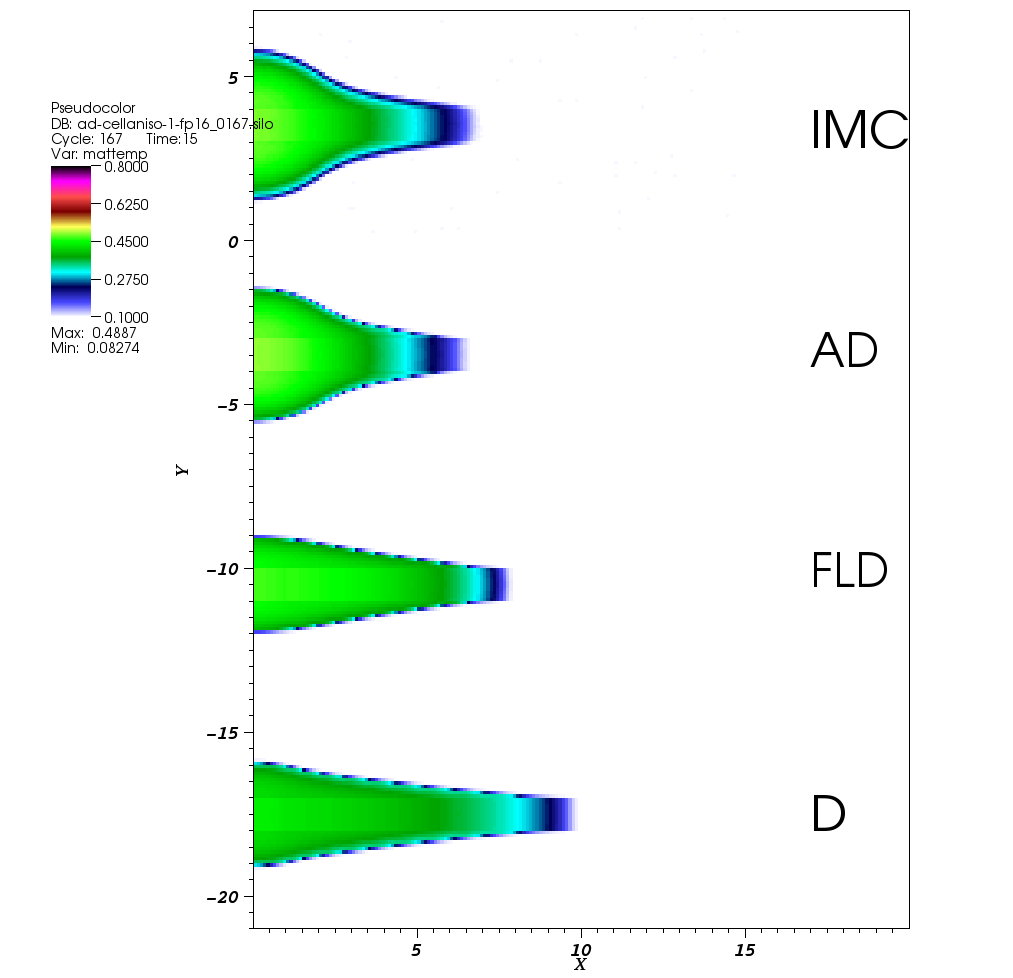 Pseudocolor
DB: ad-cellaniso-1-fp16_0167.silo
Cycle: 167 Time:15
Var: mattemp
0.8000
0.6250
0.4500
0.2750
0.1000
Max: 0.4887
Min: 0.08274
5
0
-5
-10
-15
-20
Y
IMC
AD
FLD
D
5
10
15
X